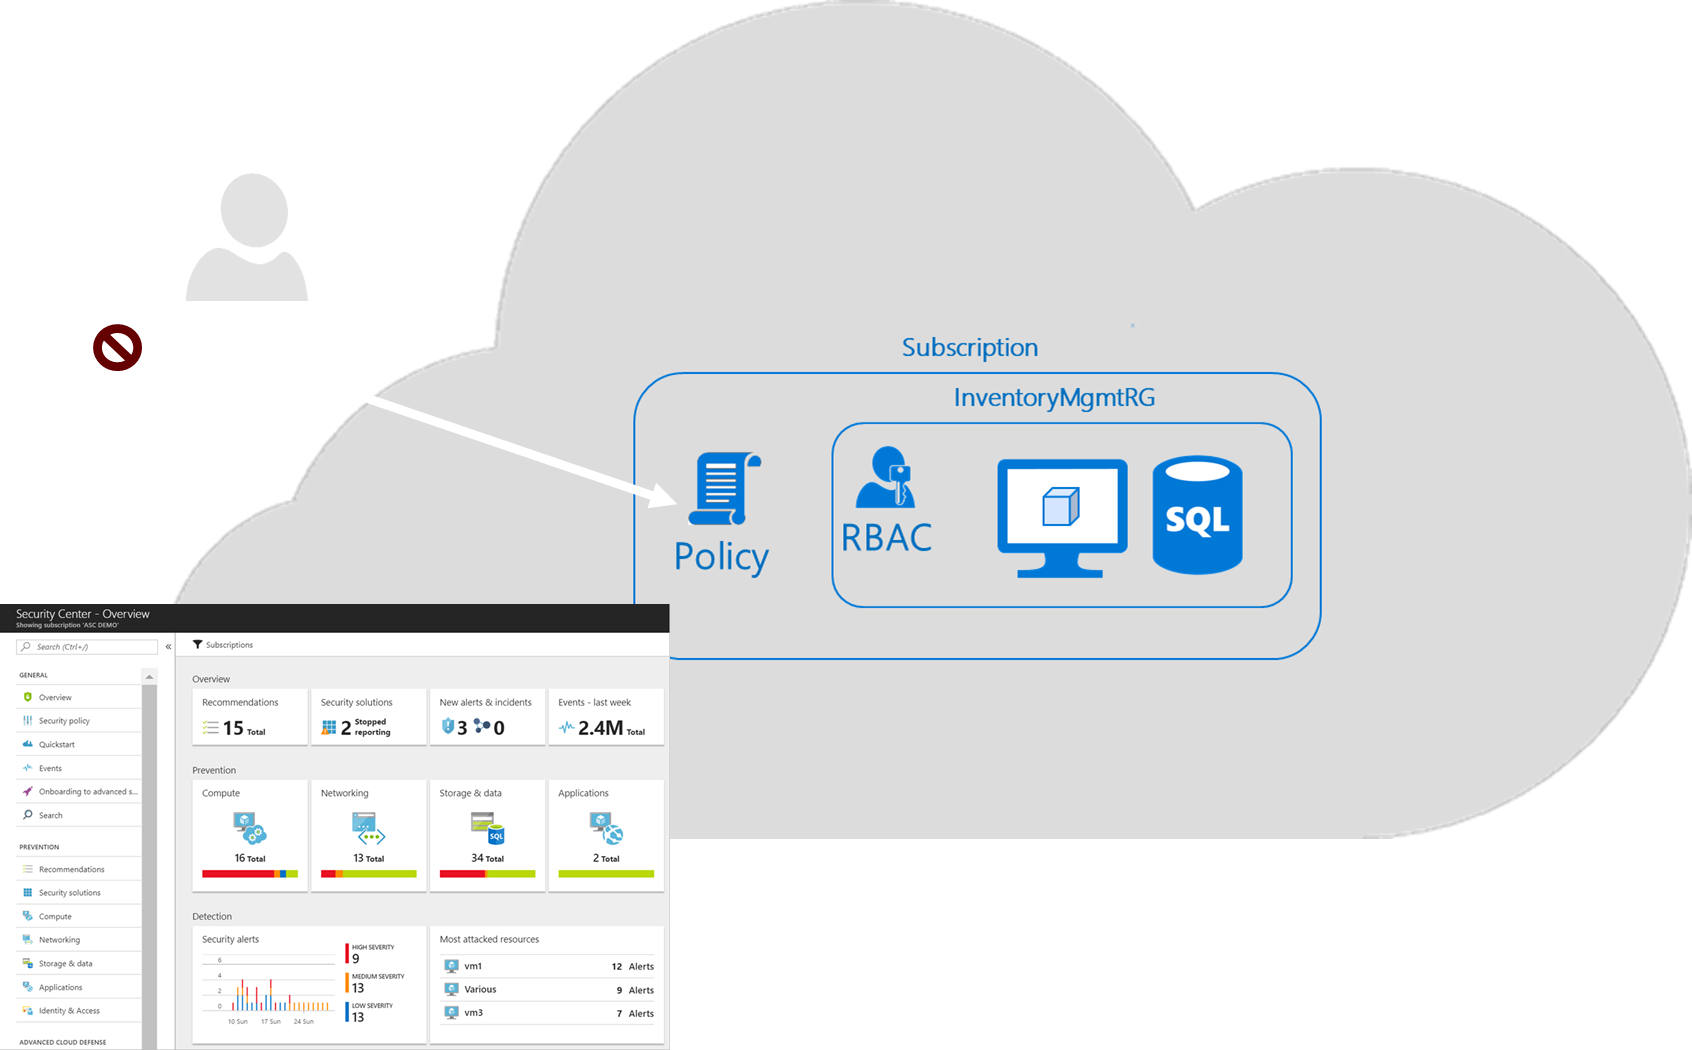 Subscription
InventoryMgmtRG
Policy
RBAC
SQL
Security Center - Overview
Showing subscription 'ASC DEMO'
Search (Ctrl+/)
«
Subscriptions
GENERAL
Overview
Security policy
Quickstart
Events
Onboarding to advanced s...
Search
PREVENTION
Recommendations
Security solutions
Compute
Networking
Storage & data
Applications
Identity & Access
ADVANCED CLOUD DEFENSE
Overview
Recommendations
15 Total
Security solutions
2 Stopped
reporting
New alerts & incidents
3 0
Events - last week
2.4M Total
Prevention
Compute
16 Total
Networking
13 Total
Storage & data
SQL
34 Total
Applications
2 Total
Detection
Security alerts
6
4
2
0
10 Sun 17 Sun 24 Sun
HIGH SEVERITY
9
MEDIUM SEVERITY
13
LOW SEVERITY
13
Most attacked resources
vm1 12 Alerts
Various 9 Alerts
vm3 7 Alerts